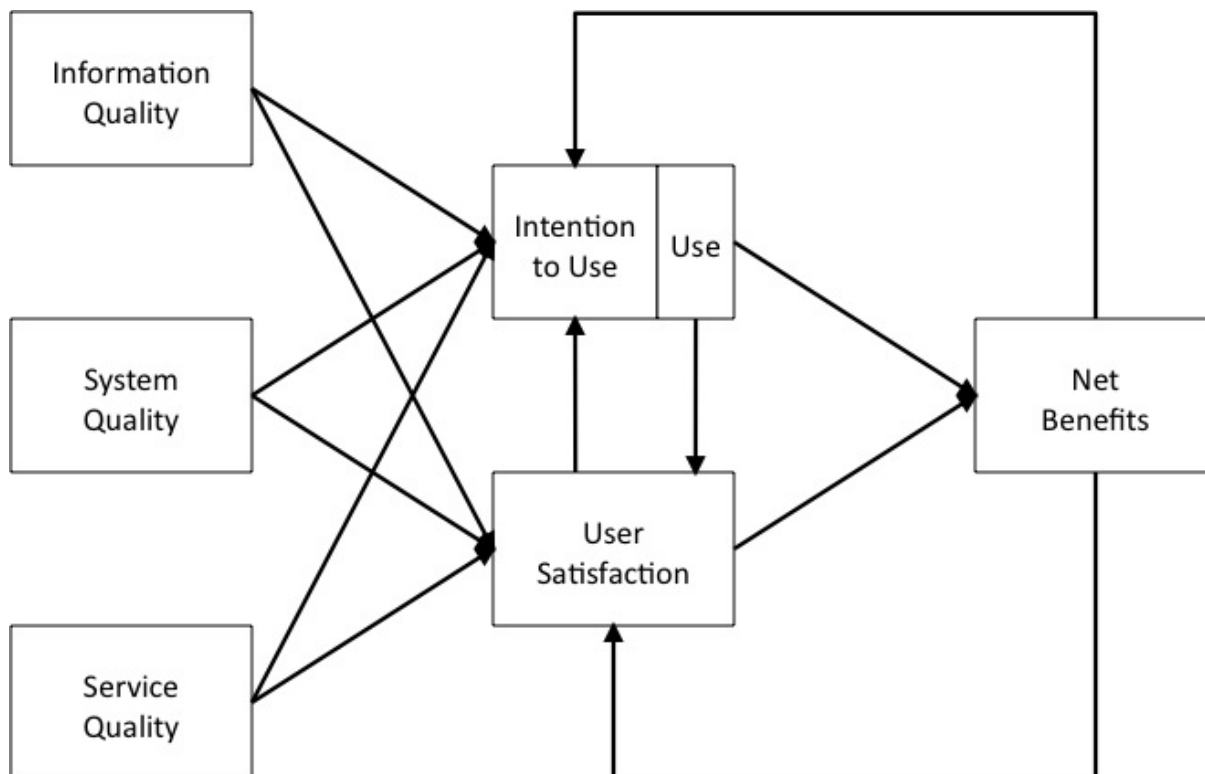 Information
Quality
Intention
to Use
Use
System
Quality
Net
Benefits
User
Satisfaction
Service
Quality